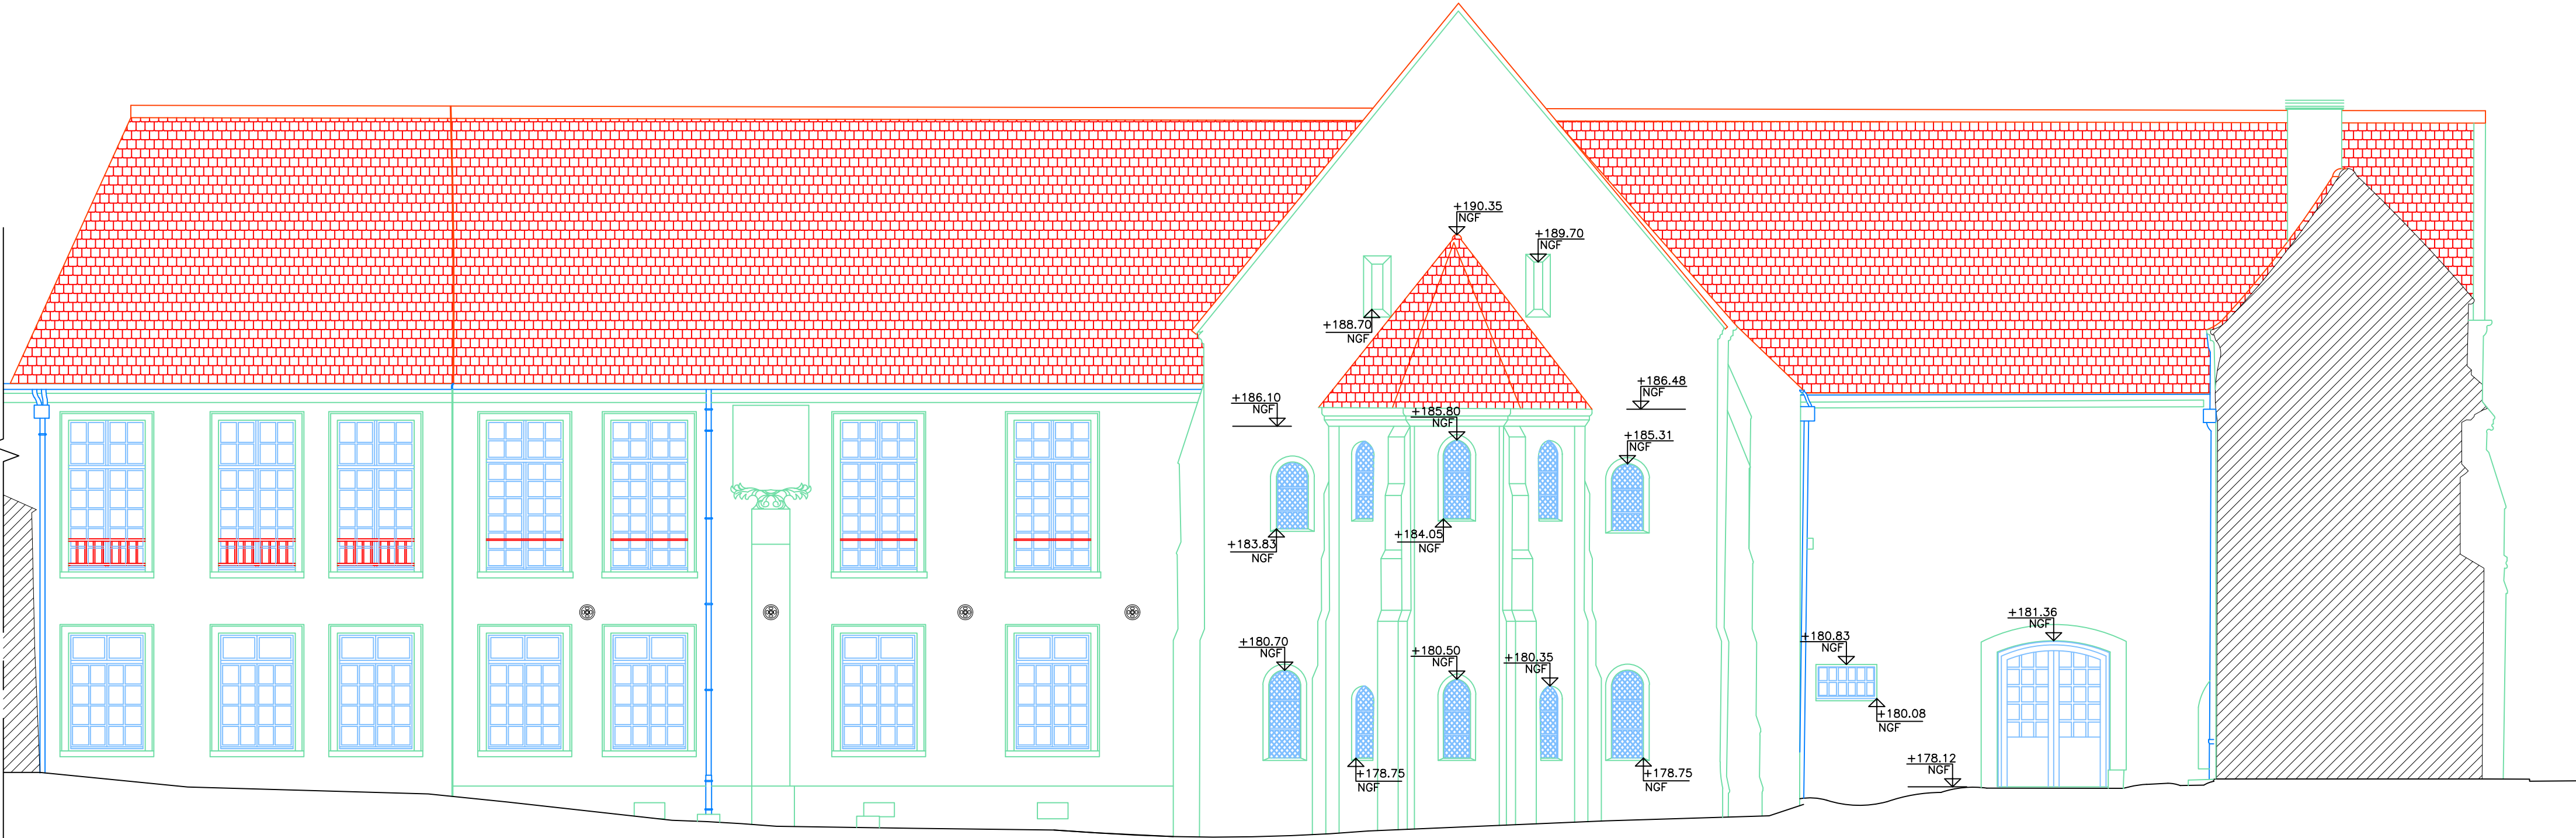 +190.35
NGF
+189.70
NGF
+188.70
NGF
+186.48
NGF
+186.10
NGF
+185.80
NGF
+185.31
NGF
+184.05
NGF
+183.83
NGF
+181.36
NGF
+180.83
NGF
+180.70
NGF
+180.50
NGF
+180.35
NGF
+180.08
NGF
+178.12
NGF
+178.75
NGF
+178.75
NGF